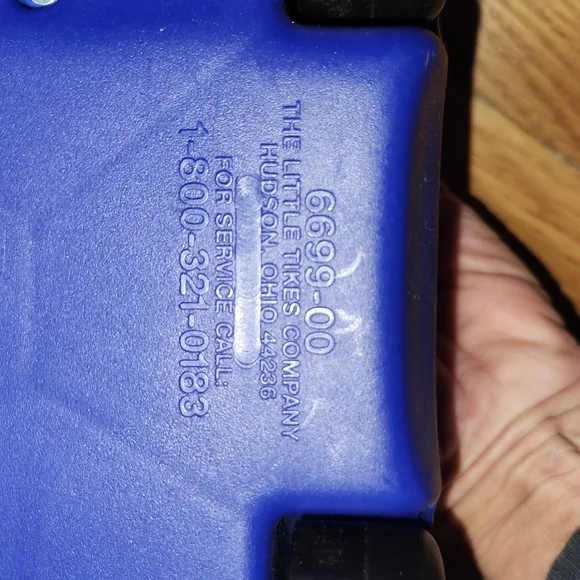 6699-00
THE LITTLE TIKES COMPANY
HUDSON, OHIO 44236
FOR SERVICE CALL:
1-800-321-0183